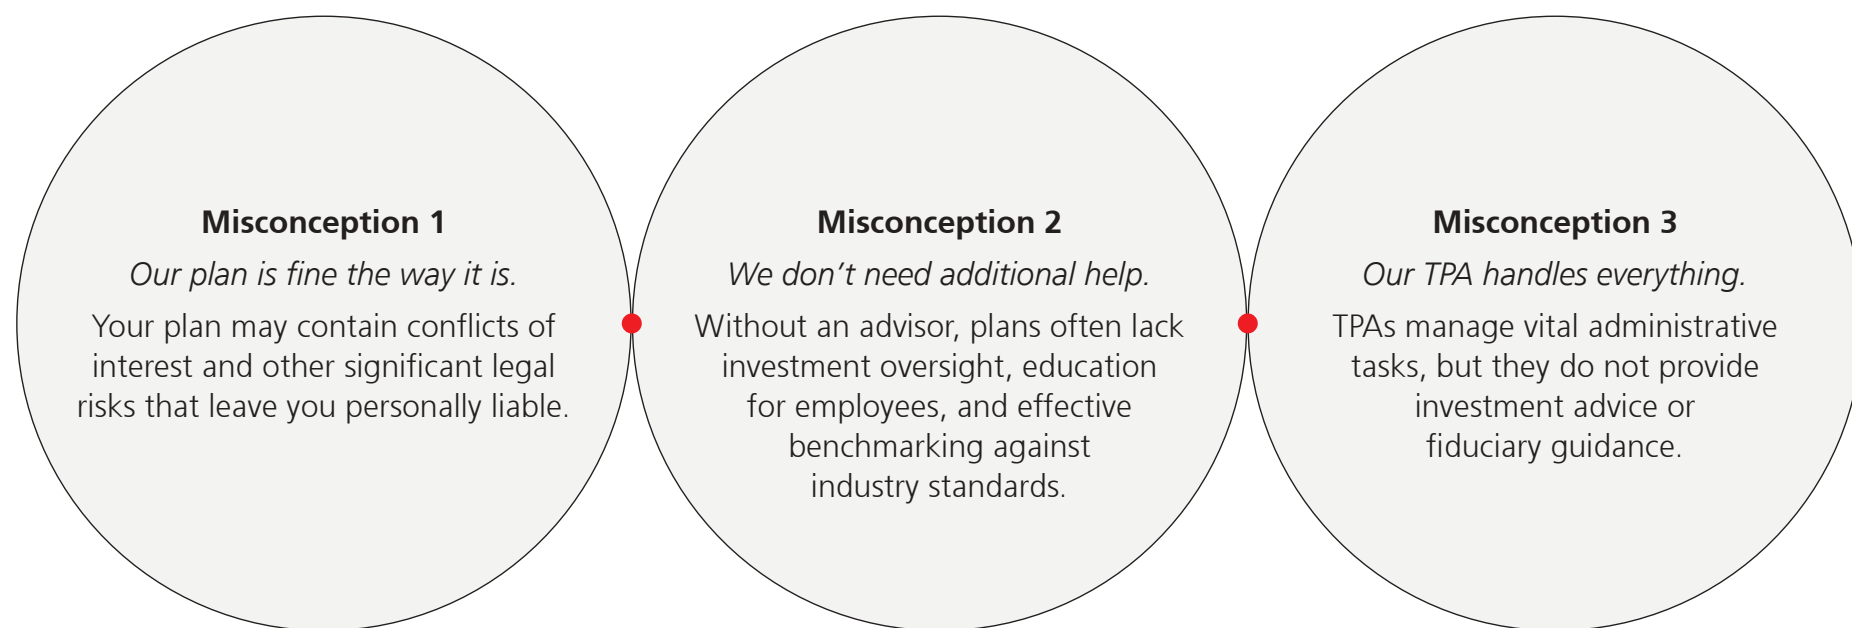 Misconception 1
Our plan is fine the way it is.
Your plan may contain conflicts of
interest and other significant legal
risks that leave you personally liable.
Misconception 2
We don’t need additional help.
Without an advisor, plans often lack
investment oversight, education
for employees, and effective
benchmarking against
industry standards.
Misconception 3
Our TPA handles everything.
TPAs manage vital administrative
tasks, but they do not provide
investment advice or
fiduciary guidance.